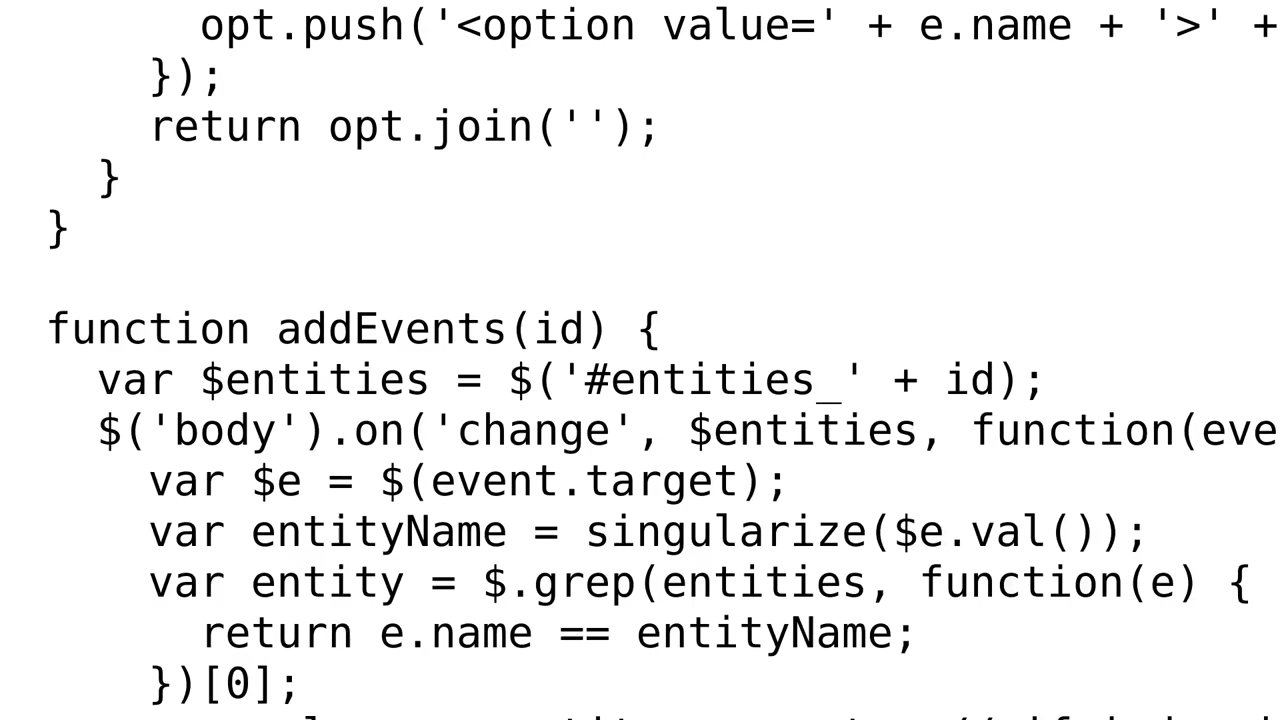 opt.push('<option value=' + e.name + '>' +
});
return opt.join('');
}
}
function addEvents(id) {
var $entities = $('#entities_' + id);
$('body').on('change', $entities, function(eve
var $e = $(event.target);
var entityName = singularize($e.val());
var entity = $.grep(entities, function(e) {
return e.name == entityName;
})[0];